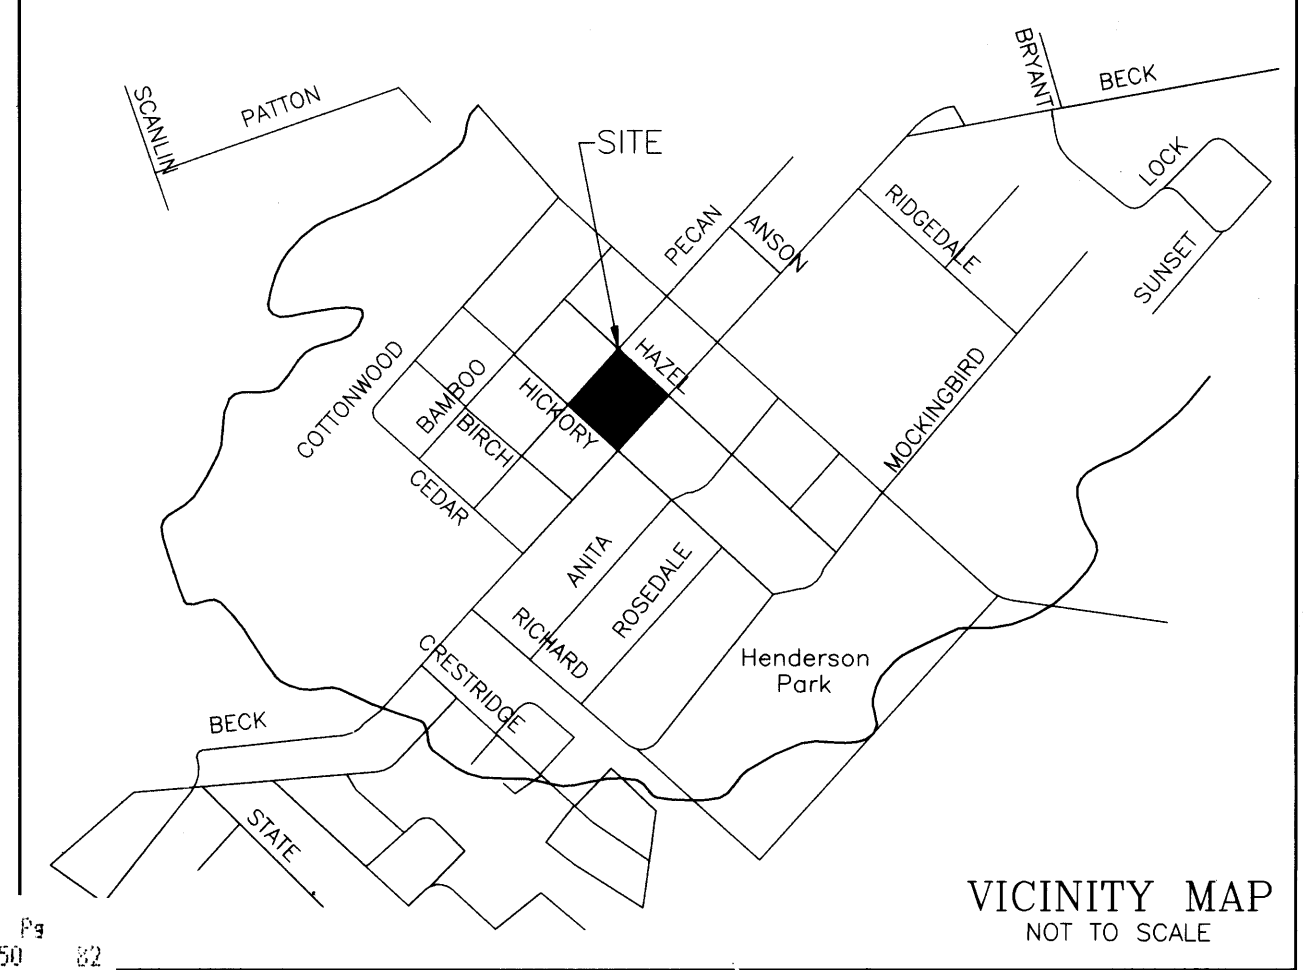 BRYANT
BECK
SCANLIN
PATTON
SITE
LOCK
PECAN
ANSON
RIDGEDALE
SUNSET
HAZEL
COTTONWOOD
BAMBOO
HICKORY
MOCKINGBIRD
BIRCH
CEDAR
ANITA
ROSEDALE
RICHARD
CRESTRIDGE
Henderson
Park
BECK
STATE
VICINITY MAP
NOT TO SCALE
Pg
50 82